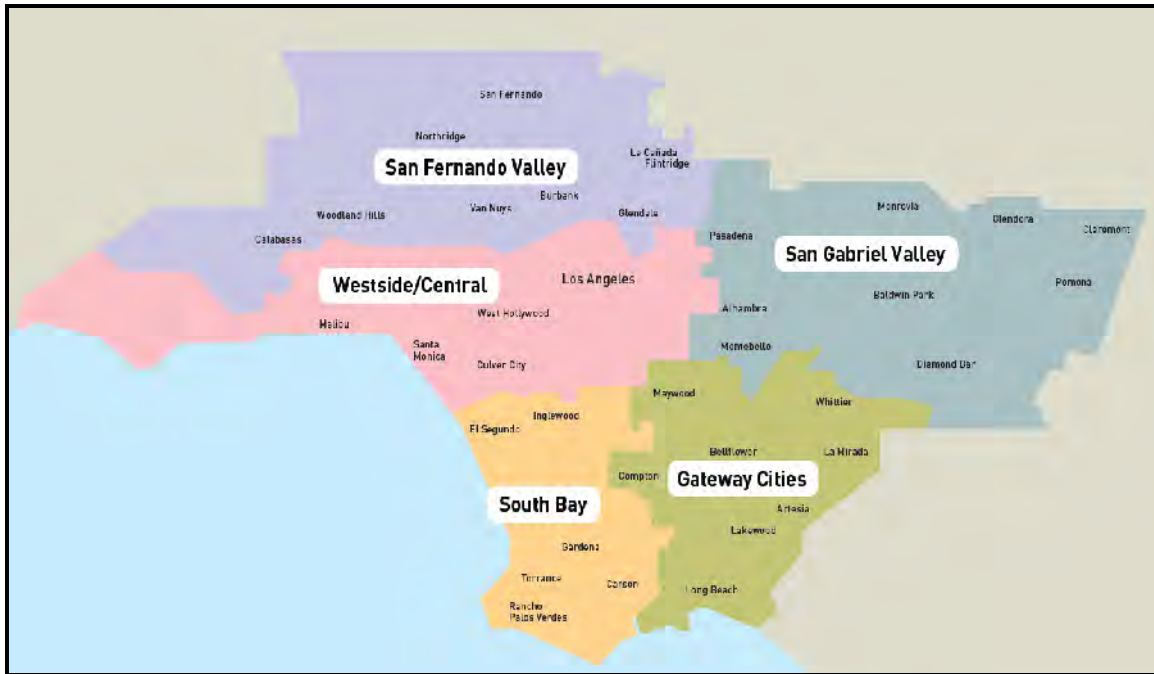 San Fernando
Northridge
San Fernando Valley
La Cañada
Flintridge
Burbank
Van Nuys
Woodland Hills
Glendale
Calabasas
Monrovia
Glendora
Claremont
Pasadena
San Gabriel Valley
Pomona
Baldwin Park
Alhambra
Montebello
Diamond Bar
Westside/Central
Los Angeles
West Hollywood
Malibu
Santa
Monica
Culver City
Maywood
Whittier
Inglewood
El Segundo
Bellflower
La Mirada
Compton
Gateway Cities
South Bay
Artesia
Lakewood
Gardena
Torrance
Carson
Long Beach
Rancho
Palos Verdes